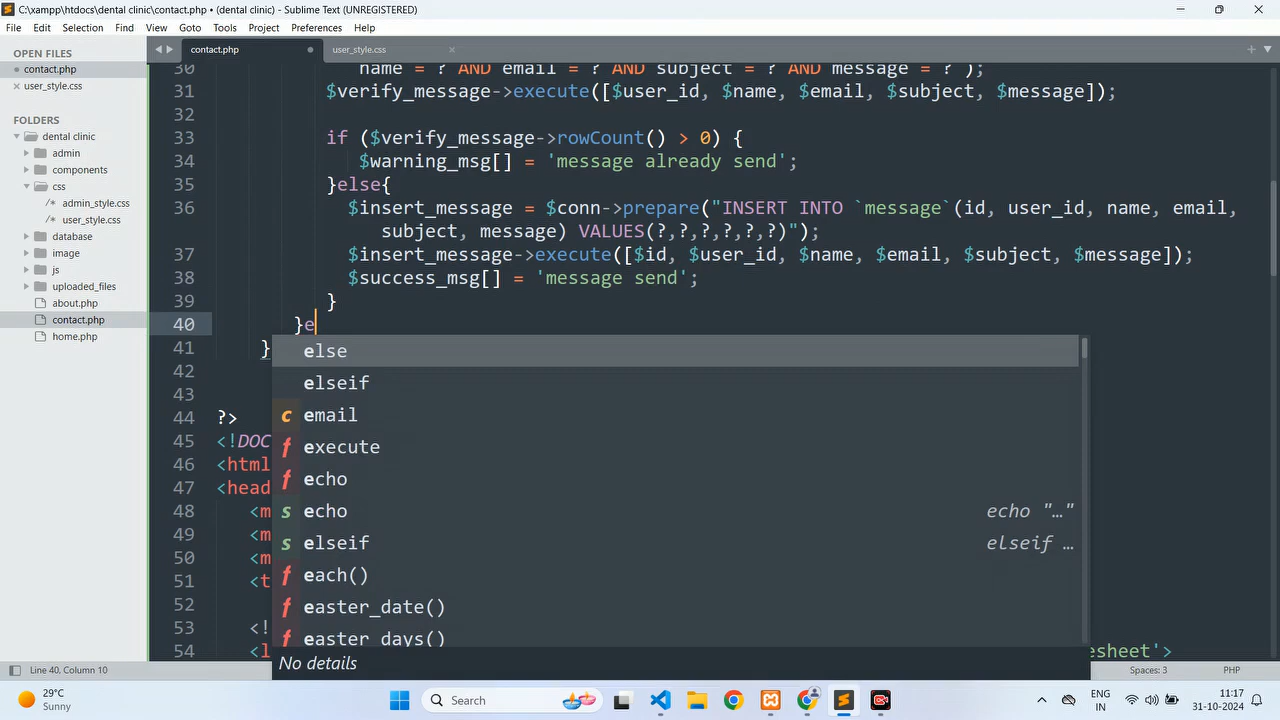 C:\xampp\htdocs\dental clinic\contact.php • (dental clinic) - Sublime Text (UNREGISTERED)
File Edit Selection Find View Goto Tools Project Preferences Help
OPEN FILES
contact.php
user_style.css
FOLDERS
dental clinic
admin
components
css
admin_style.css
user_style.css
database
image
js
uploaded_files
about.php
contact.php
home.php
contact.php
user_style.css
30 name = ? AND email = ? AND subject = ? AND message = ?");
31 $verify_message->execute([$user_id, $name, $email, $subject, $message]);
32
33 if ($verify_message->rowCount() > 0) {
34 $warning_msg[] = 'message already send';
35 }else{
36 $insert_message = $conn->prepare("INSERT INTO `message`(id, user_id, name, email,
subject, message) VALUES(?,?,?,?,?,?)");
37 $insert_message->execute([$id, $user_id, $name, $email, $subject, $message]);
38 $success_msg[] = 'message send';
39 }
40 }e
41 }
42
43
44 ?>
45 <!DOC
46 <html
47 <head
48 <m
49 <m
50 <m
51 <t
52
53 <!
54 <l esheet'>
else
elseif
c email
f execute
f echo
s echo echo "…"
s elseif elseif …
f each()
f easter_date()
f easter_days()
No details
Line 40, Column 10
Spaces: 3
PHP
29°C
Sunny
Search
ENG
IN
11:17
31-10-2024